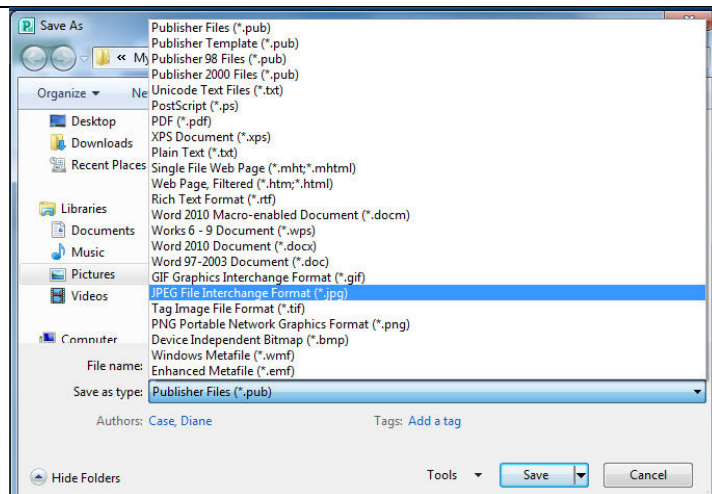 Save As
« My
Organize
Ne
Desktop
Downloads
Recent Places
Libraries
Documents
Music
Pictures
Videos
Computer
Publisher Files (*.pub)
Publisher Template (*.pub)
Publisher 98 Files (*.pub)
Publisher 2000 Files (*.pub)
Unicode Text Files (*.txt)
PostScript (*.ps)
PDF (*.pdf)
XPS Document (*.xps)
Plain Text (*.txt)
Single File Web Page (*.mht;*.mhtml)
Web Page, Filtered (*.htm;*.html)
Rich Text Format (*.rtf)
Word 2010 Macro-enabled Document (*.docm)
Works 6 - 9 Document (*.wps)
Word 2010 Document (*.docx)
Word 97-2003 Document (*.doc)
GIF Graphics Interchange Format (*.gif)
JPEG File Interchange Format (*.jpg)
Tag Image File Format (*.tif)
PNG Portable Network Graphics Format (*.png)
Device Independent Bitmap (*.bmp)
Windows Metafile (*.wmf)
Enhanced Metafile (*.emf)
File name:
Save as type: Publisher Files (*.pub)
Authors: Case, Diane Tags: Add a tag
Hide Folders Tools Save Cancel